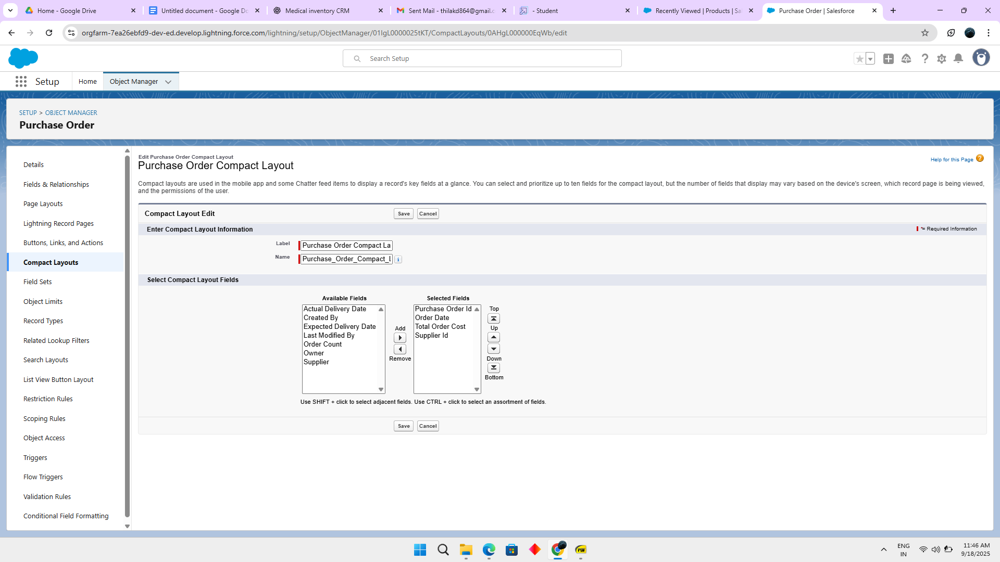 Home - Google Drive
Untitled document - Google Do
Medical inventory CRM
Sent Mail - thilakd864@gmail.c
- Student
Recently Viewed | Products | Sa
Purchase Order | Salesforce
orgfarm-7ea26ebfd9-dev-ed.develop.lightning.force.com/lightning/setup/ObjectManager/01IgL0000025tKT/CompactLayouts/0AHgL000000EqWb/edit
Search Setup
Setup
Home
Object Manager
SETUP > OBJECT MANAGER
Purchase Order
Details
Fields & Relationships
Page Layouts
Lightning Record Pages
Buttons, Links, and Actions
Compact Layouts
Field Sets
Object Limits
Record Types
Related Lookup Filters
Search Layouts
List View Button Layout
Restriction Rules
Scoping Rules
Object Access
Triggers
Flow Triggers
Validation Rules
Conditional Field Formatting
Edit Purchase Order Compact Layout
Purchase Order Compact Layout
Help for this Page
Compact layouts are used in the mobile app and some Chatter feed items to display a record's key fields at a glance. You can select and prioritize up to ten fields for the compact layout, but the number of fields that display may vary based on the device's screen, which record page is being viewed,
and the permissions of the user.
Compact Layout Edit
Save
Cancel
Enter Compact Layout Information
= Required Information
Label
Purchase Order Compact La
Name
Purchase_Order_Compact_L
i
Select Compact Layout Fields
Available Fields
Actual Delivery Date
Created By
Expected Delivery Date
Last Modified By
Order Count
Owner
Supplier
Add
Remove
Selected Fields
Purchase Order Id
Order Date
Total Order Cost
Supplier Id
Top
Up
Down
Bottom
Use SHIFT + click to select adjacent fields. Use CTRL + click to select an assortment of fields.
Save
Cancel
PDF
ENG
IN
11:46 AM
9/18/2025